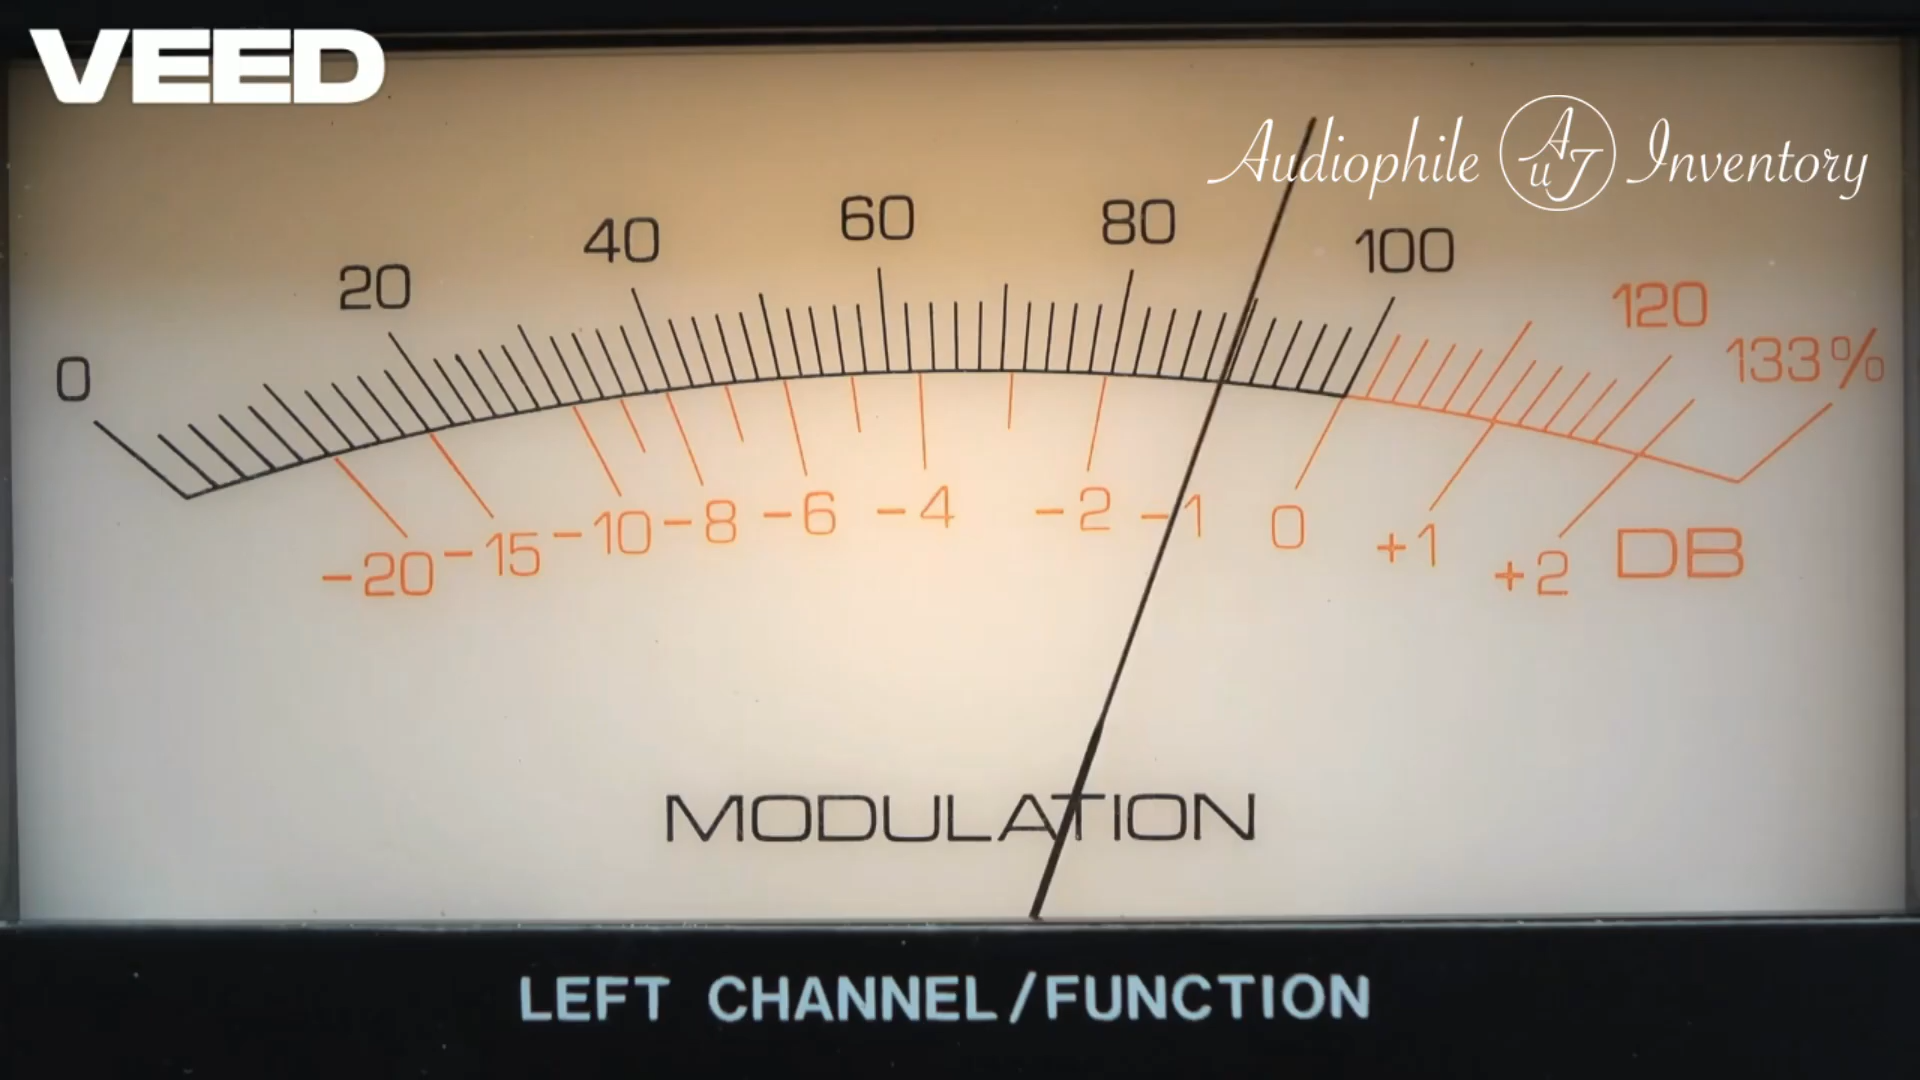 VEED
Audiophile AuI Inventory
0 20 40 60 80 100 120 133%
-20 -15 -10 -8 -6 -4 -2 -1 0 +1 +2 DB
MODULATION
LEFT CHANNEL/FUNCTION